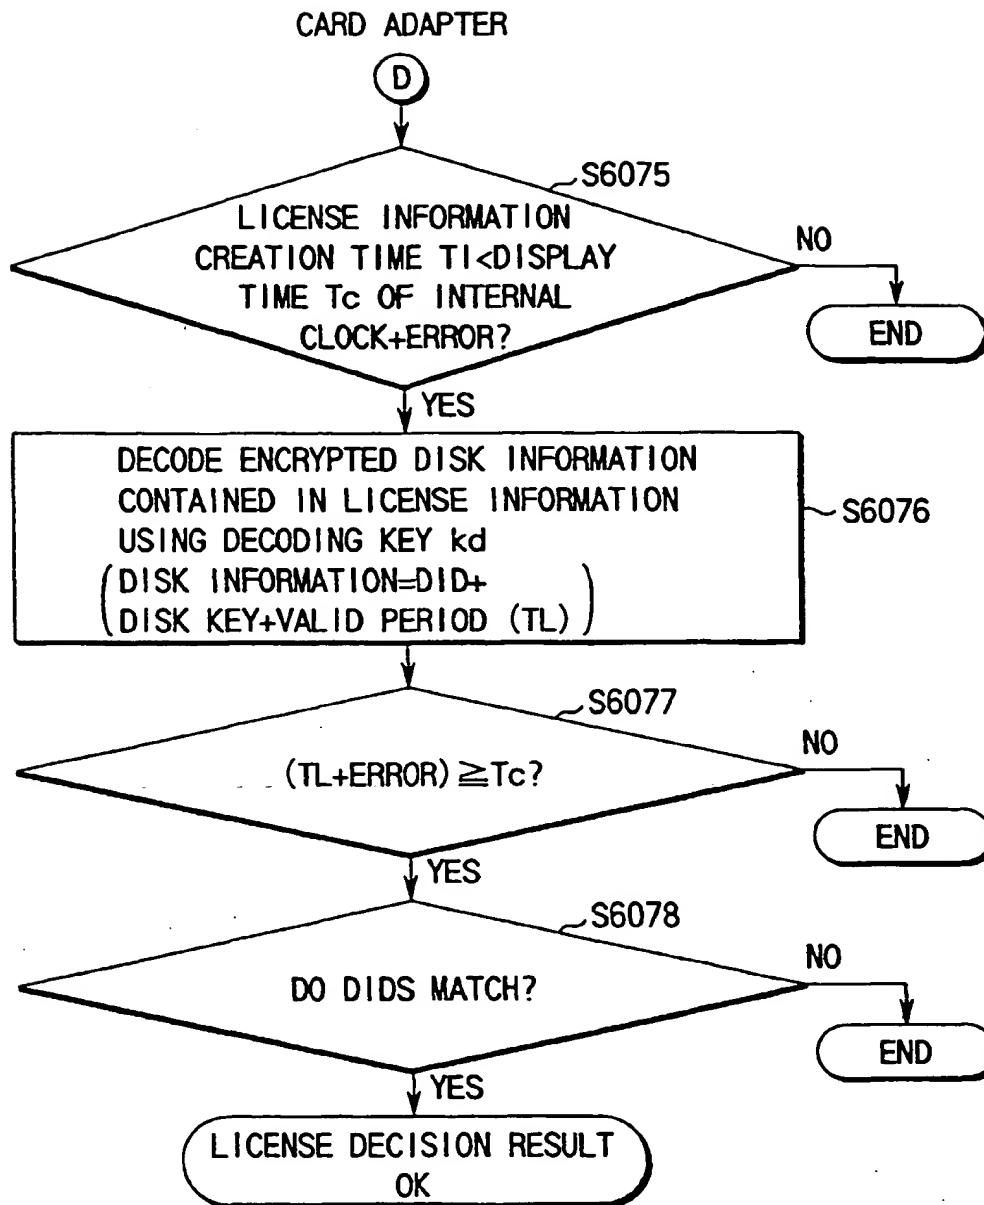 CARD ADAPTER
D
S6075
LICENSE INFORMATION
CREATION TIME TI<DISPLAY
TIME Tc OF INTERNAL
CLOCK+ERROR?
NO
END
YES
DECODE ENCRYPTED DISK INFORMATION
CONTAINED IN LICENSE INFORMATION
USING DECODING KEY kd
(DISK INFORMATION=DID+
DISK KEY+VALID PERIOD (TL))
S6076
S6077
(TL+ERROR)≧Tc?
NO
END
YES
S6078
DO DIDS MATCH?
NO
END
YES
LICENSE DECISION RESULT
OK